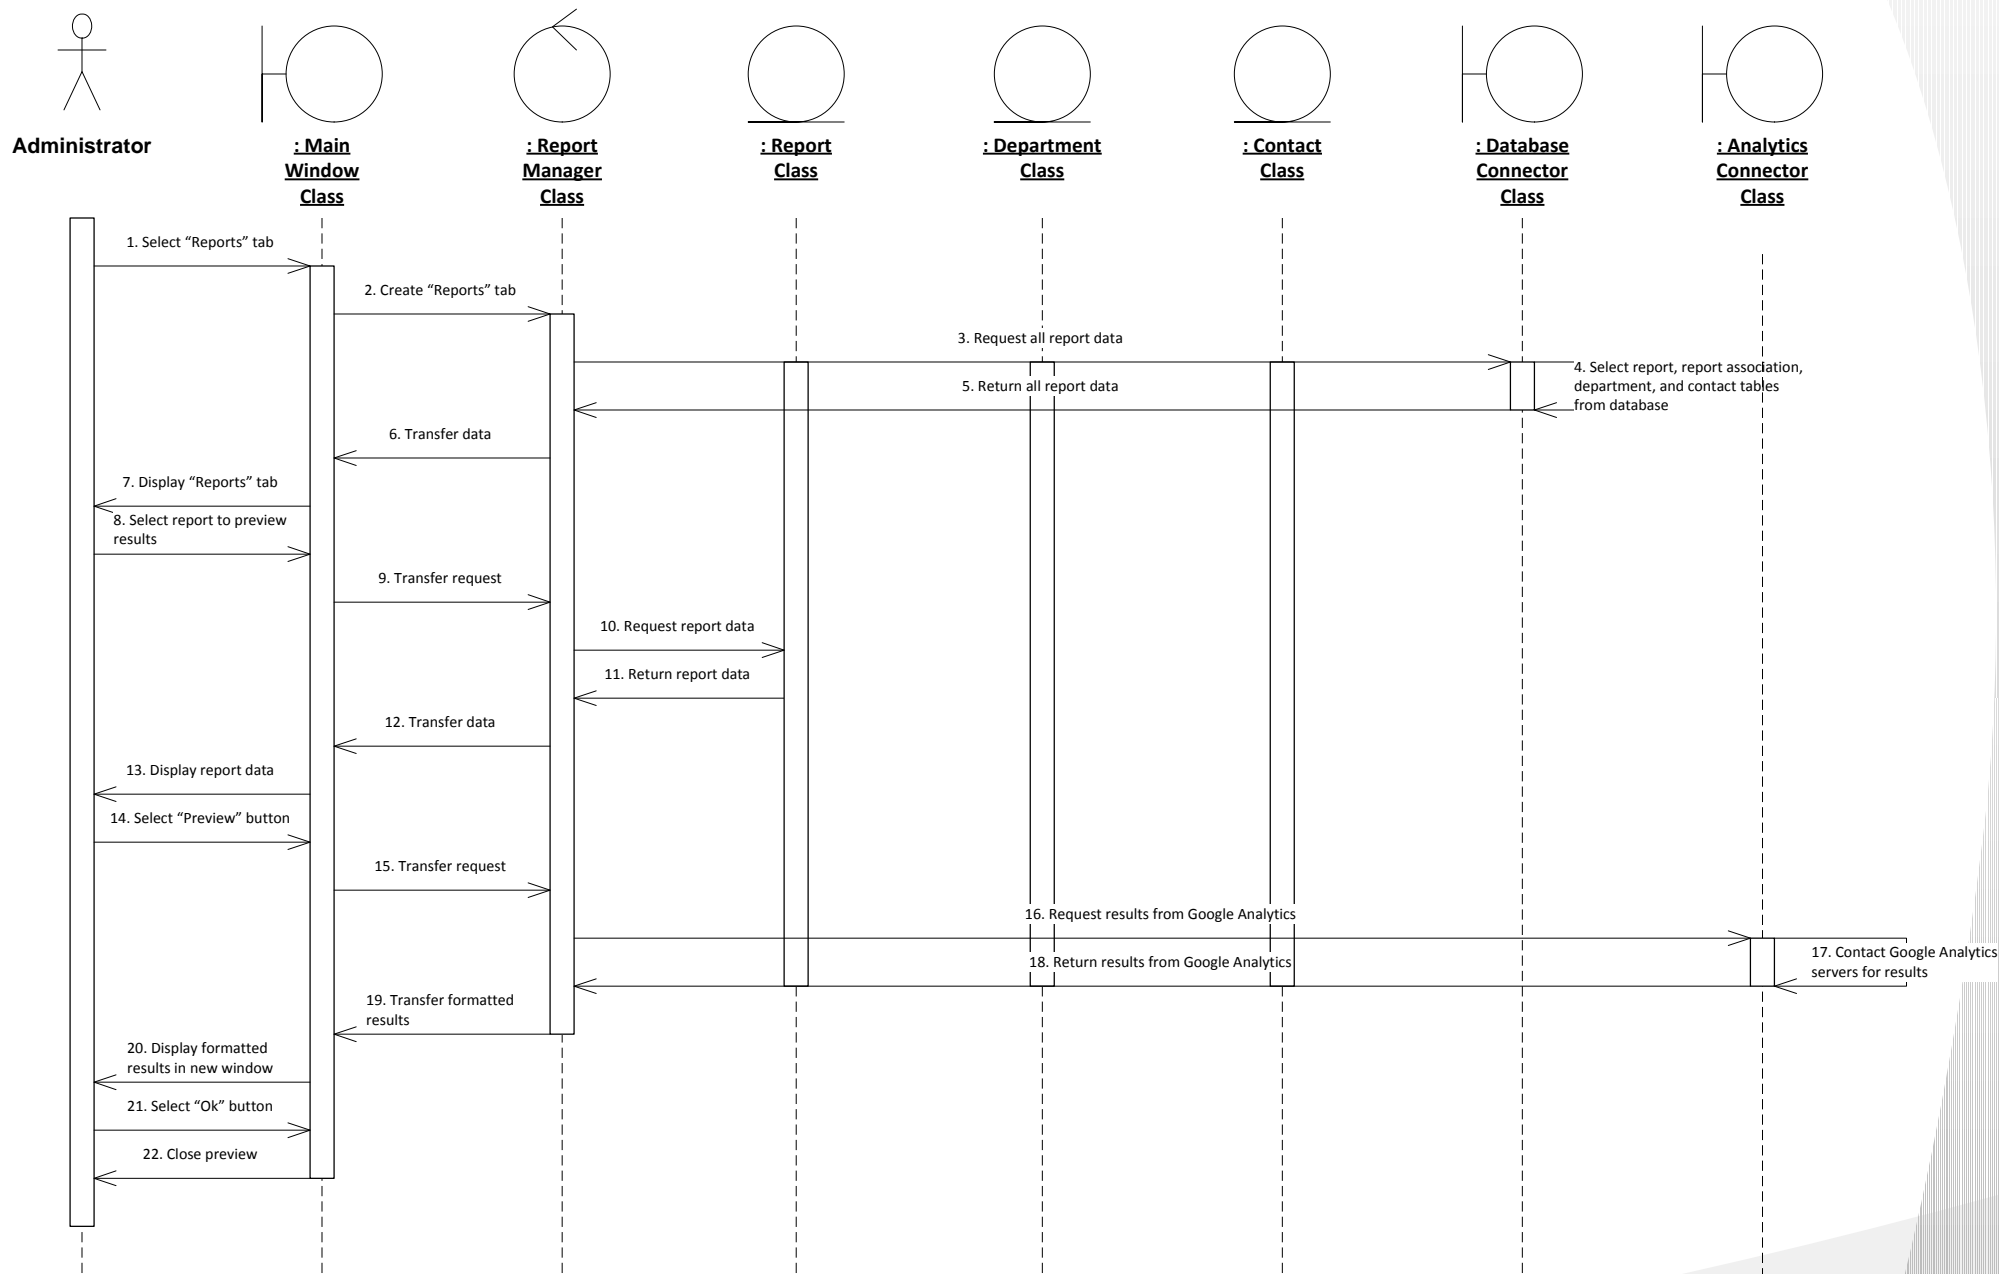 Administrator
: Main
Window
Class
: Report
Manager
Class
: Report
Class
: Department
Class
: Contact
Class
: Database
Connector
Class
: Analytics
Connector
Class
1. Select “Reports” tab
2. Create “Reports” tab
3. Request all report data
4. Select report, report association,
department, and contact tables
from database
5. Return all report data
6. Transfer data
7. Display “Reports” tab
8. Select report to preview
results
9. Transfer request
10. Request report data
11. Return report data
12. Transfer data
13. Display report data
14. Select “Preview” button
15. Transfer request
16. Request results from Google Analytics
17. Contact Google Analytics
servers for results
18. Return results from Google Analytics
19. Transfer formatted
results
20. Display formatted
results in new window
21. Select “Ok” button
22. Close preview